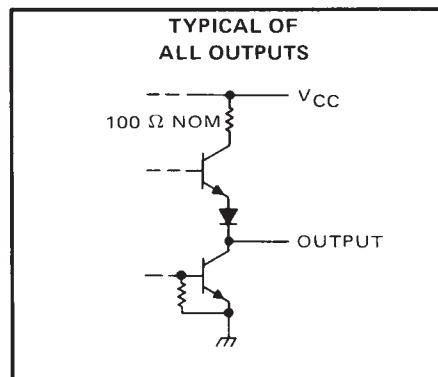 TYPICAL OF
ALL OUTPUTS
VCC
100 Ω NOM
OUTPUT